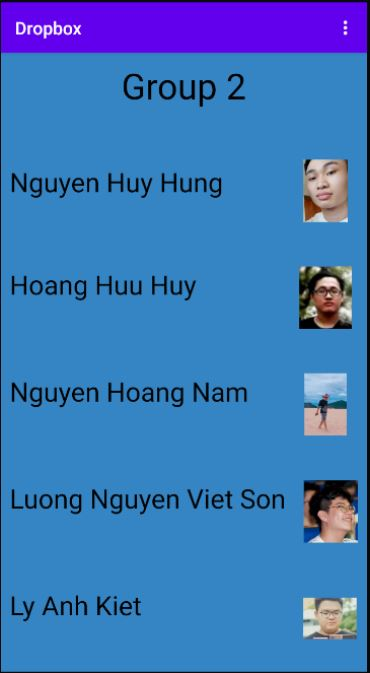 Dropbox
Group 2
Nguyen Huy Hung
Hoang Huu Huy
Nguyen Hoang Nam
Luong Nguyen Viet Son
Ly Anh Kiet